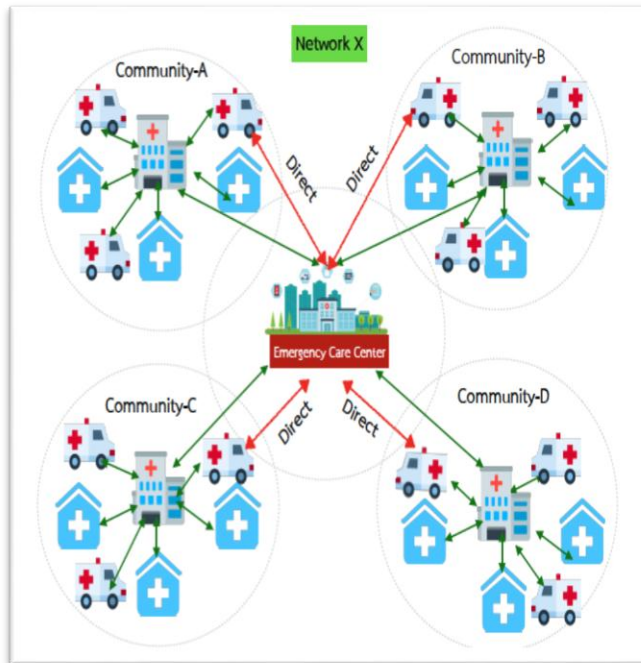 Network X
Community-A
Community-B
Direct
Direct
Emergency Care Center
Community-C
Community-D
Direct
Direct